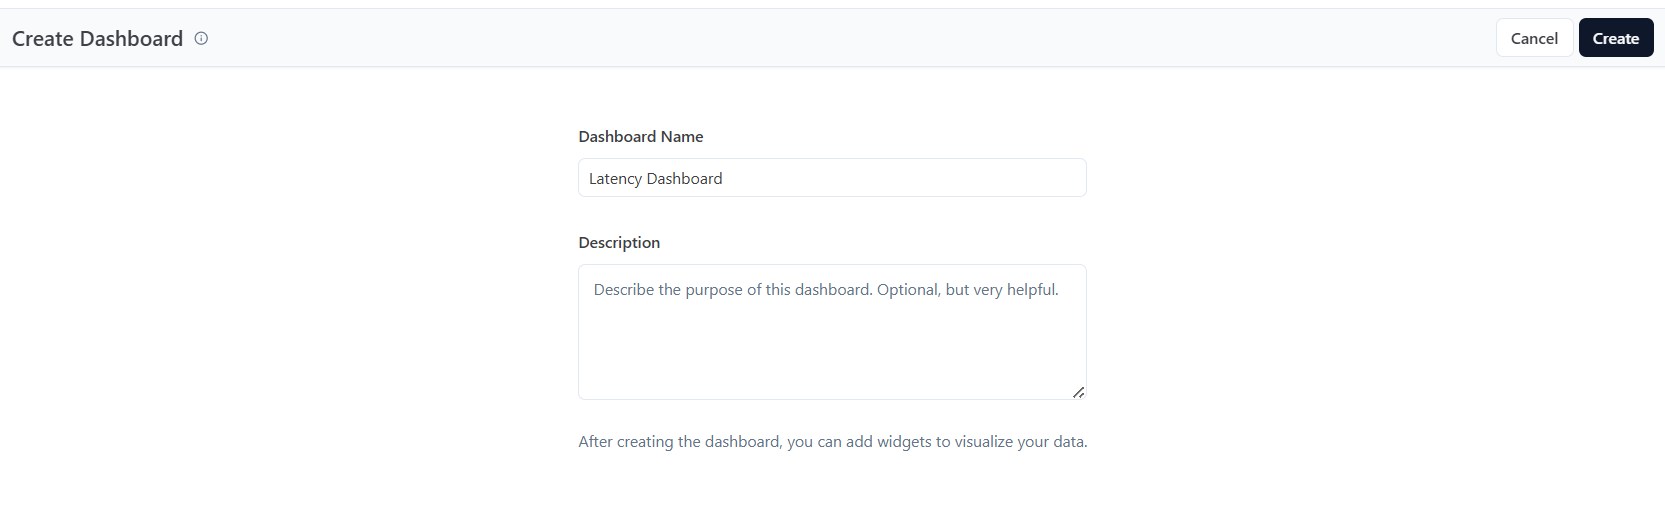 Create Dashboard
Cancel
Create
Dashboard Name
Latency Dashboard
Description
Describe the purpose of this dashboard. Optional, but very helpful.
After creating the dashboard, you can add widgets to visualize your data.